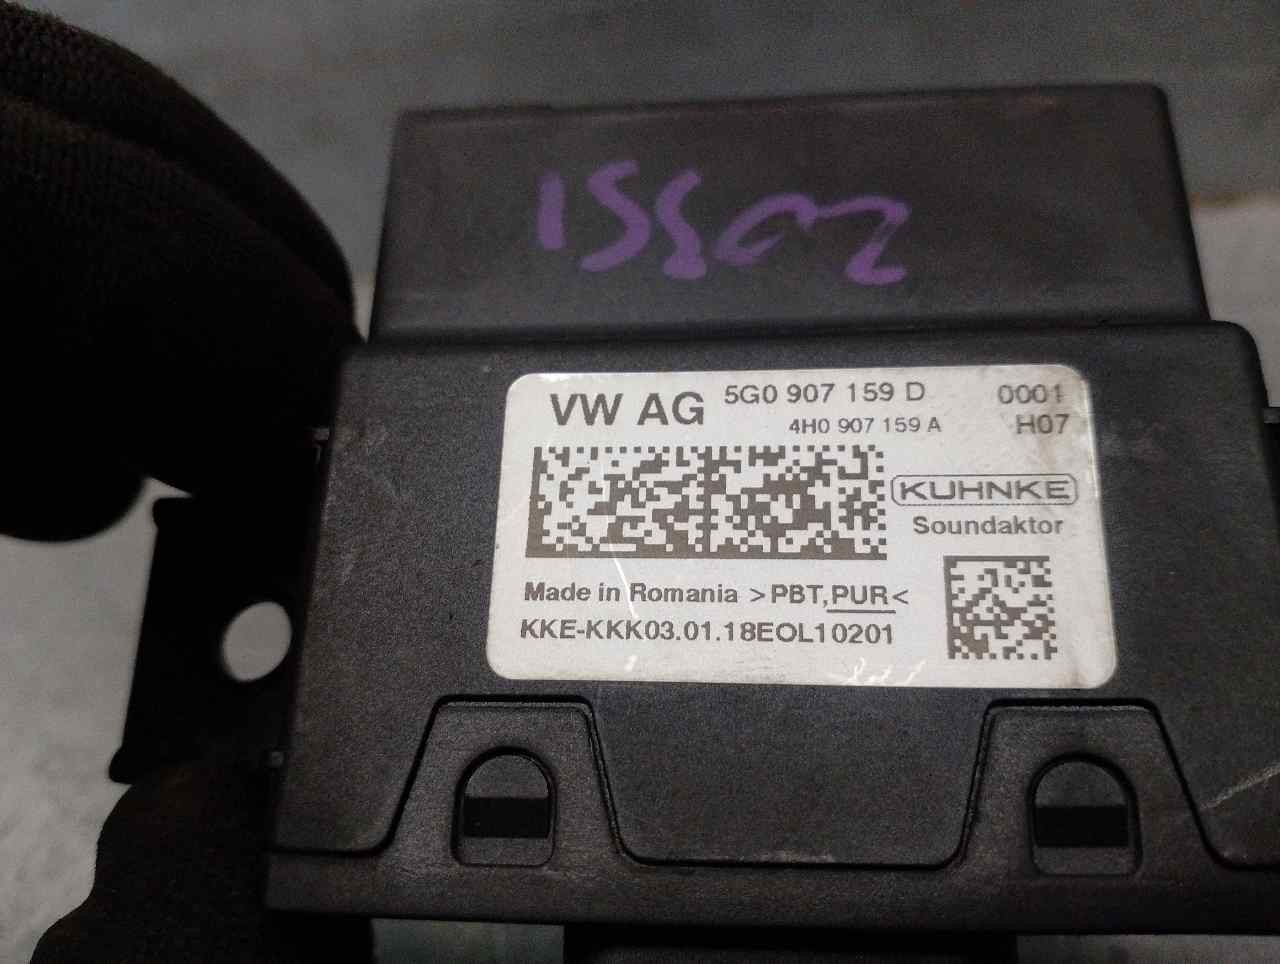 15502
VW AG 5G0 907 159 D 0001
4H0 907 159 A H07
KUHNKE
Soundaktor
Made in Romania >PBT,PUR<
KKE-KKK03.01.18EOL10201